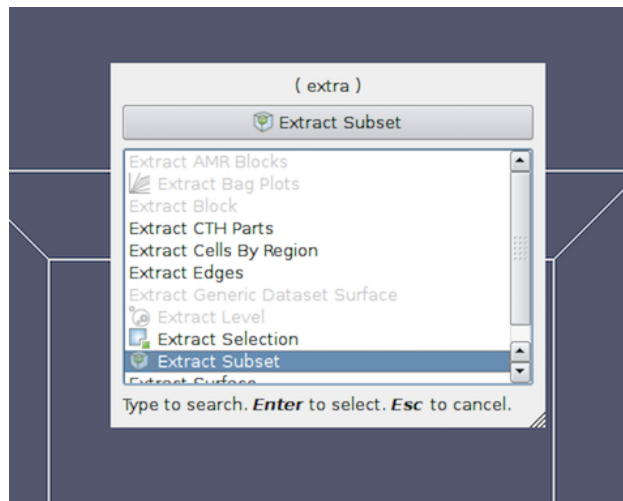 ( extra )
Extract Subset
Extract AMR Blocks
Extract Bag Plots
Extract Block
Extract CTH Parts
Extract Cells By Region
Extract Edges
Extract Generic Dataset Surface
Extract Level
Extract Selection
Extract Subset
Extract Surface
Type to search. Enter to select. Esc to cancel.